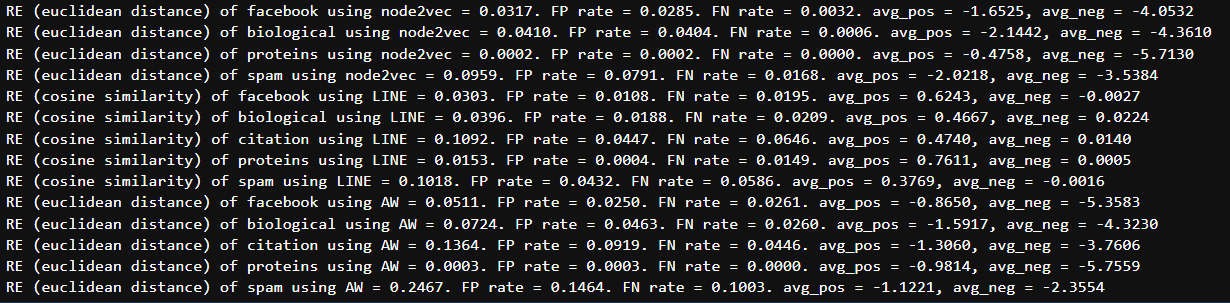 RE (euclidean distance) of facebook using node2vec = 0.0317. FP rate = 0.0285. FN rate = 0.0032. avg_pos = -1.6525, avg_neg = -4.0532
RE (euclidean distance) of biological using node2vec = 0.0410. FP rate = 0.0404. FN rate = 0.0006. avg_pos = -2.1442, avg_neg = -4.3610
RE (euclidean distance) of proteins using node2vec = 0.0002. FP rate = 0.0002. FN rate = 0.0000. avg_pos = -0.4758, avg_neg = -5.7130
RE (euclidean distance) of spam using node2vec = 0.0959. FP rate = 0.0791. FN rate = 0.0168. avg_pos = -2.0218, avg_neg = -3.5384
RE (cosine similarity) of facebook using LINE = 0.0303. FP rate = 0.0108. FN rate = 0.0195. avg_pos = 0.6243, avg_neg = -0.0027
RE (cosine similarity) of biological using LINE = 0.0396. FP rate = 0.0188. FN rate = 0.0209. avg_pos = 0.4667, avg_neg = 0.0224
RE (cosine similarity) of citation using LINE = 0.1092. FP rate = 0.0447. FN rate = 0.0646. avg_pos = 0.4740, avg_neg = 0.0140
RE (cosine similarity) of proteins using LINE = 0.0153. FP rate = 0.0004. FN rate = 0.0149. avg_pos = 0.7611, avg_neg = 0.0005
RE (cosine similarity) of spam using LINE = 0.1018. FP rate = 0.0432. FN rate = 0.0586. avg_pos = 0.3769, avg_neg = -0.0016
RE (euclidean distance) of facebook using AW = 0.0511. FP rate = 0.0250. FN rate = 0.0261. avg_pos = -0.8650, avg_neg = -5.3583
RE (euclidean distance) of biological using AW = 0.0724. FP rate = 0.0463. FN rate = 0.0260. avg_pos = -1.5917, avg_neg = -4.3230
RE (euclidean distance) of citation using AW = 0.1364. FP rate = 0.0919. FN rate = 0.0446. avg_pos = -1.3060, avg_neg = -3.7606
RE (euclidean distance) of proteins using AW = 0.0003. FP rate = 0.0003. FN rate = 0.0000. avg_pos = -0.9814, avg_neg = -5.7559
RE (euclidean distance) of spam using AW = 0.2467. FP rate = 0.1464. FN rate = 0.1003. avg_pos = -1.1221, avg_neg = -2.3554